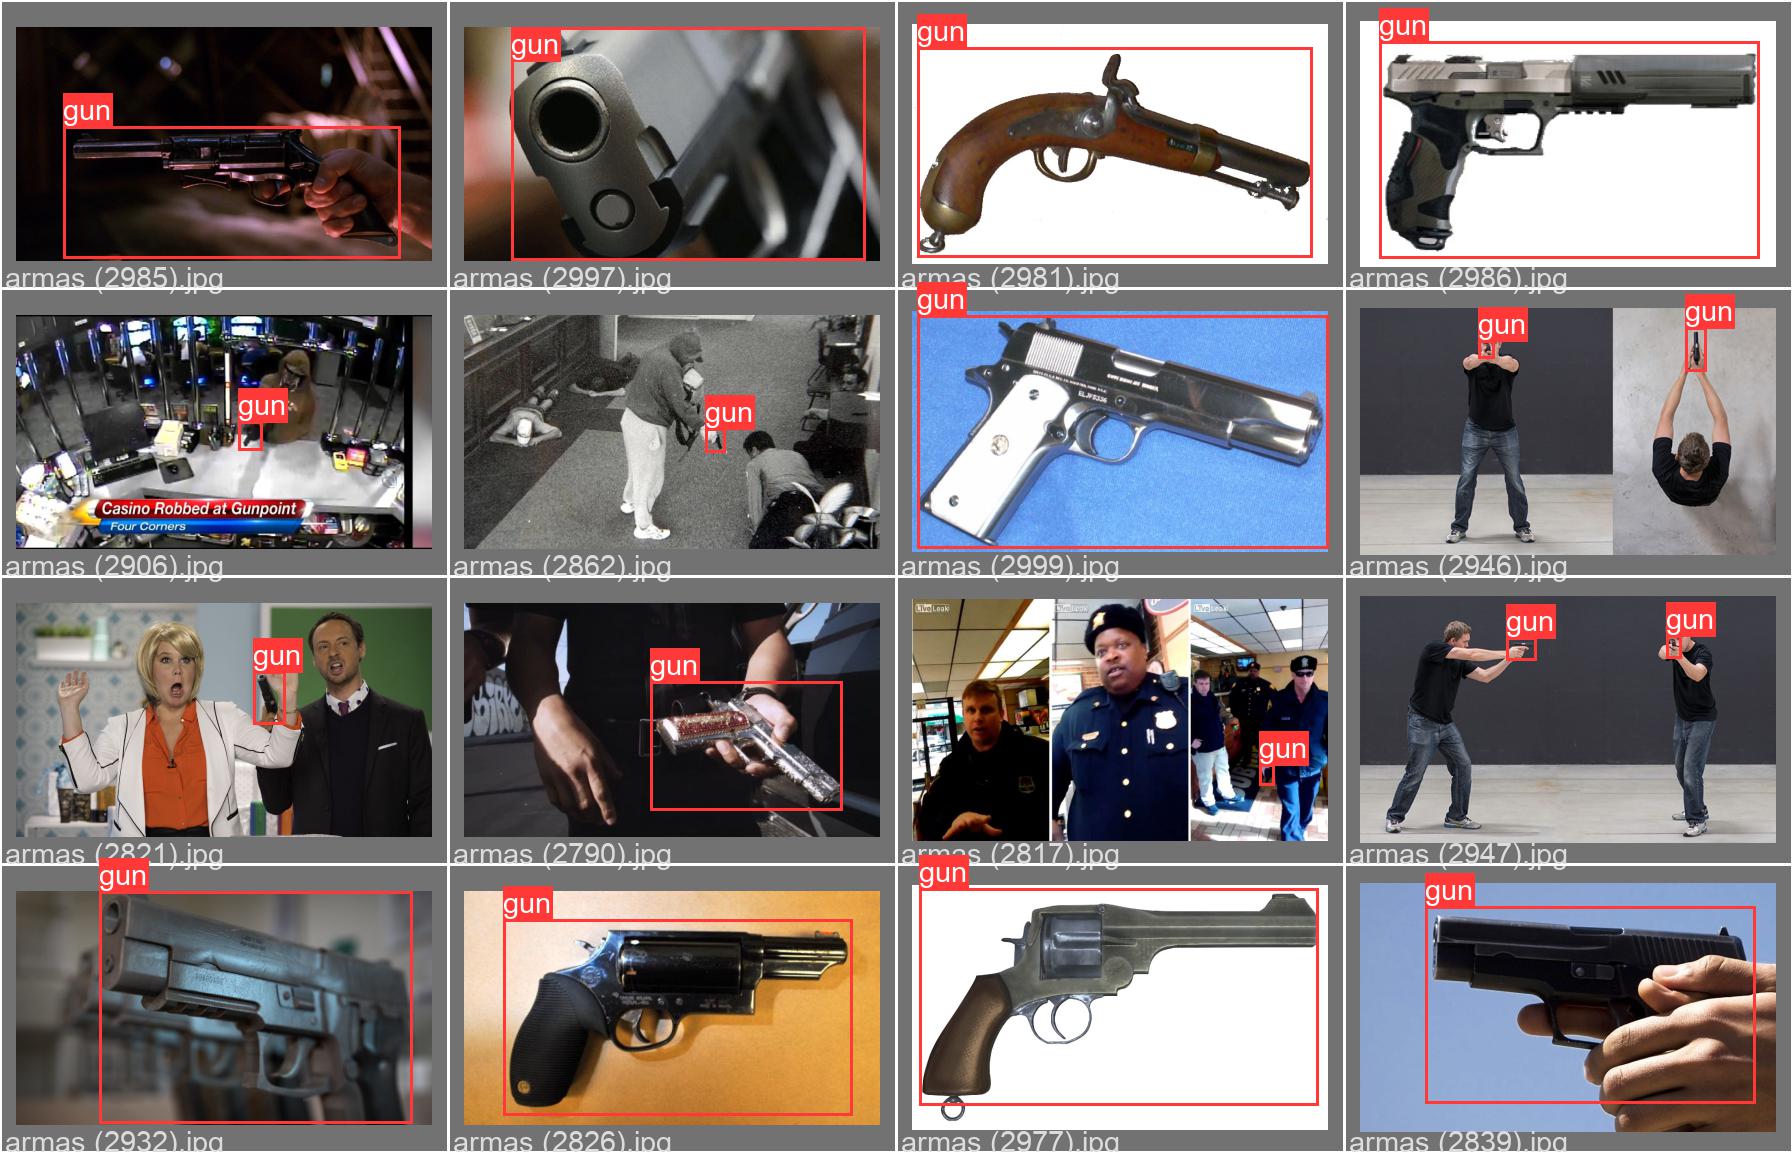 gun
gun
gun
gun
armas (2985).jpg
armas (2997).jpg
armas (2981).jpg
armas (2986).jpg
gun
gun
gun
gun
gun
Casino Robbed at Gunpoint
Four Corners
armas (2906).jpg
armas (2862).jpg
armas (2999).jpg
armas (2946).jpg
gun
gun
LiveLeak
LiveLeak
LiveLeak
gun
gun
gun
armas (2821).jpg
armas (2790).jpg
armas (2817).jpg
armas (2947).jpg
gun
gun
gun
gun
armas (2932).jpg
armas (2826).jpg
armas (2977).jpg
armas (2839).jpg